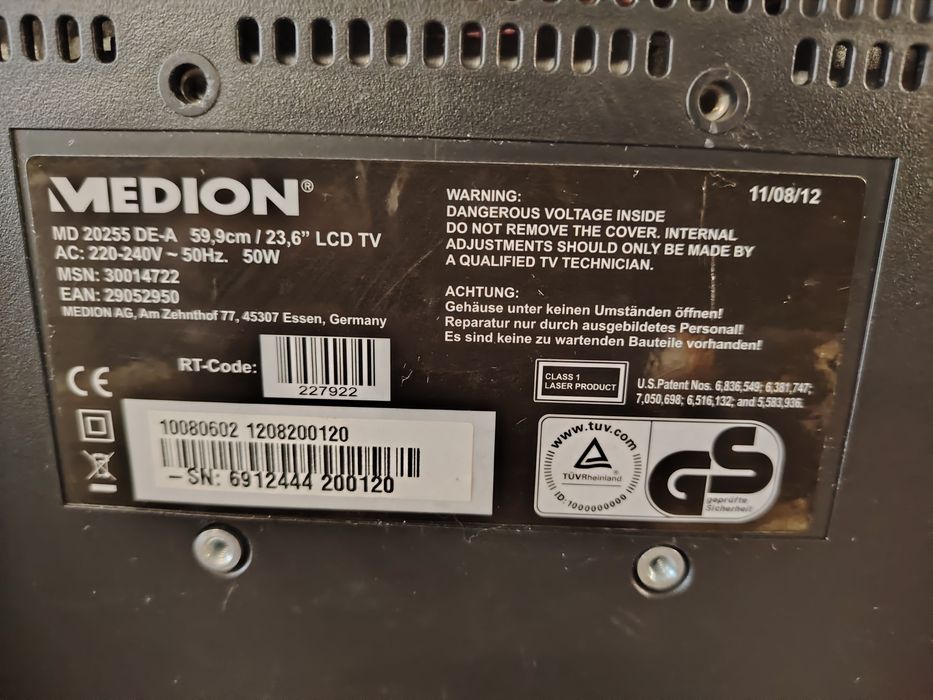 MEDION®
MD 20255 DE-A 59,9cm / 23,6" LCD TV
AC: 220-240V ~ 50Hz. 50W
MSN: 30014722
EAN: 29052950
MEDION AG, Am Zehnthof 77, 45307 Essen, Germany
RT-Code:
227922
CE
10080602 1208200120
SN: 6912444 200120
11/08/12
WARNING:
DANGEROUS VOLTAGE INSIDE
DO NOT REMOVE THE COVER. INTERNAL
ADJUSTMENTS SHOULD ONLY BE MADE BY
A QUALIFIED TV TECHNICIAN.
ACHTUNG:
Gehäuse unter keinen Umständen öffnen!
Reparatur nur durch ausgebildetes Personal!
Es sind keine zu wartenden Bauteile vorhanden!
CLASS 1
LASER PRODUCT
U.S.Patent Nos. 6,836,549; 6,381,747;
7,050,698; 6,516,132; and 5,583,936.
www.tuv.com
TÜVRheinland®
ID:1000000000
GS
geprüfte
Sicherheit